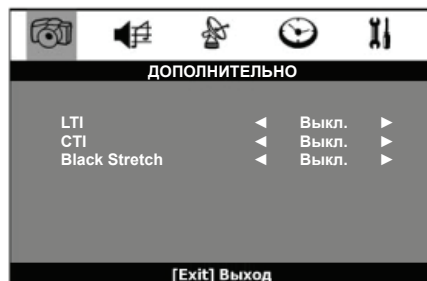 ДОПОЛНИТЕЛЬНО
LTI ◄ Выкл. ►
CTI ◄ Выкл. ►
Black Stretch ◄ Выкл. ►
[Exit] Выход